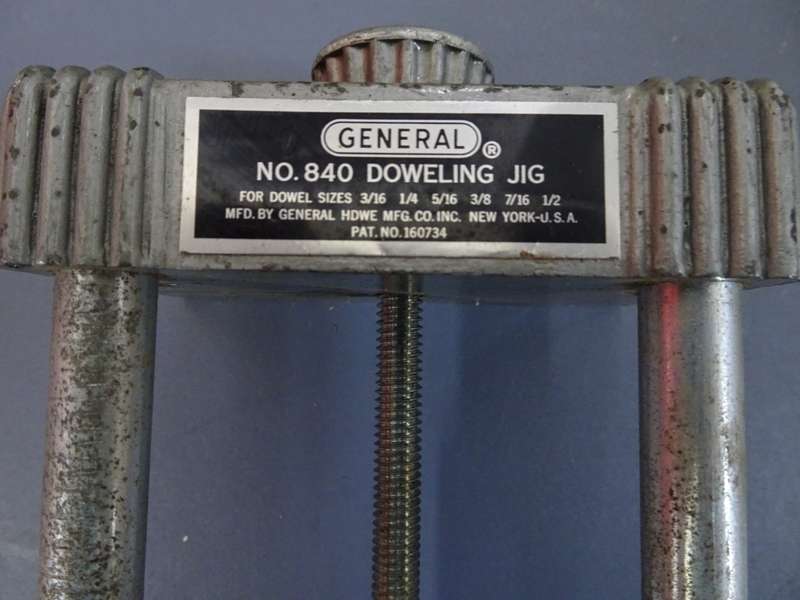 GENERAL ®
NO. 840 DOWELING JIG
FOR DOWEL SIZES 3/16 1/4 5/16 3/8 7/16 1/2
MFD. BY GENERAL HDWE MFG. CO. INC. NEW YORK-U.S.A.
PAT. NO. 160734